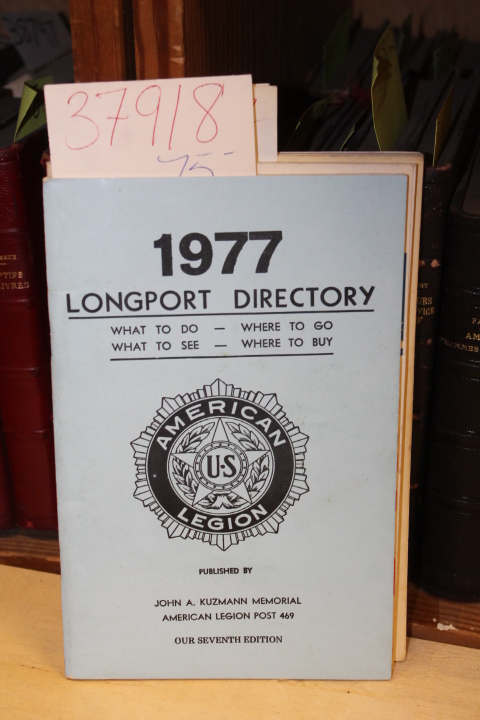 37918
75-
1977
LONGPORT DIRECTORY
WHAT TO DO — WHERE TO GO
WHAT TO SEE — WHERE TO BUY
AMERICAN
U·S
LEGION
PUBLISHED BY
JOHN A. KUZMANN MEMORIAL
AMERICAN LEGION POST 469
OUR SEVENTH EDITION